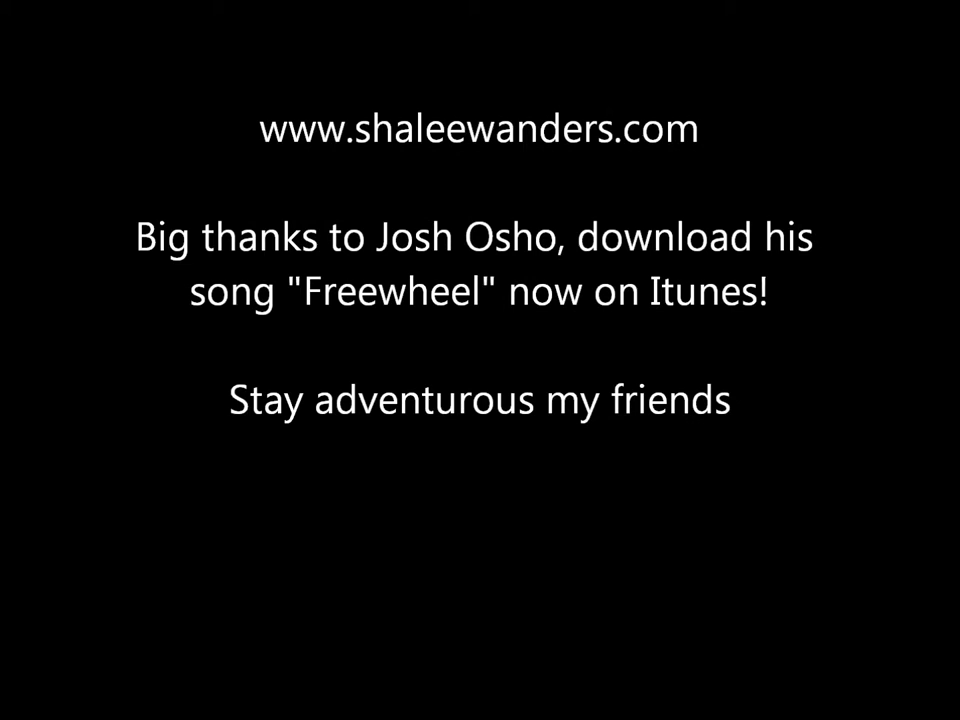 www.shaleewanders.com
Big thanks to Josh Osho, download his
song "Freewheel" now on Itunes!
Stay adventurous my friends